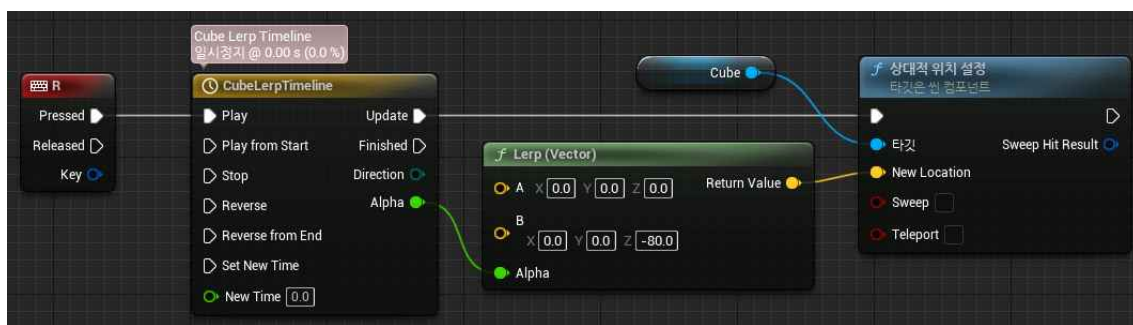 Cube Lerp Timeline
일시정지 @ 0.00 s (0.0 %)
R
Pressed
Released
Key
CubeLerpTimeline
Play
Update
Play from Start
Finished
Stop
Direction
Reverse
Alpha
Reverse from End
Set New Time
New Time 0.0
Cube
Lerp (Vector)
A X 0.0 Y 0.0 Z 0.0
Return Value
B
X 0.0 Y 0.0 Z -80.0
Alpha
f 상대적 위치 설정
타깃은 씬 컴포넌트
타깃
Sweep Hit Result
New Location
Sweep
Teleport